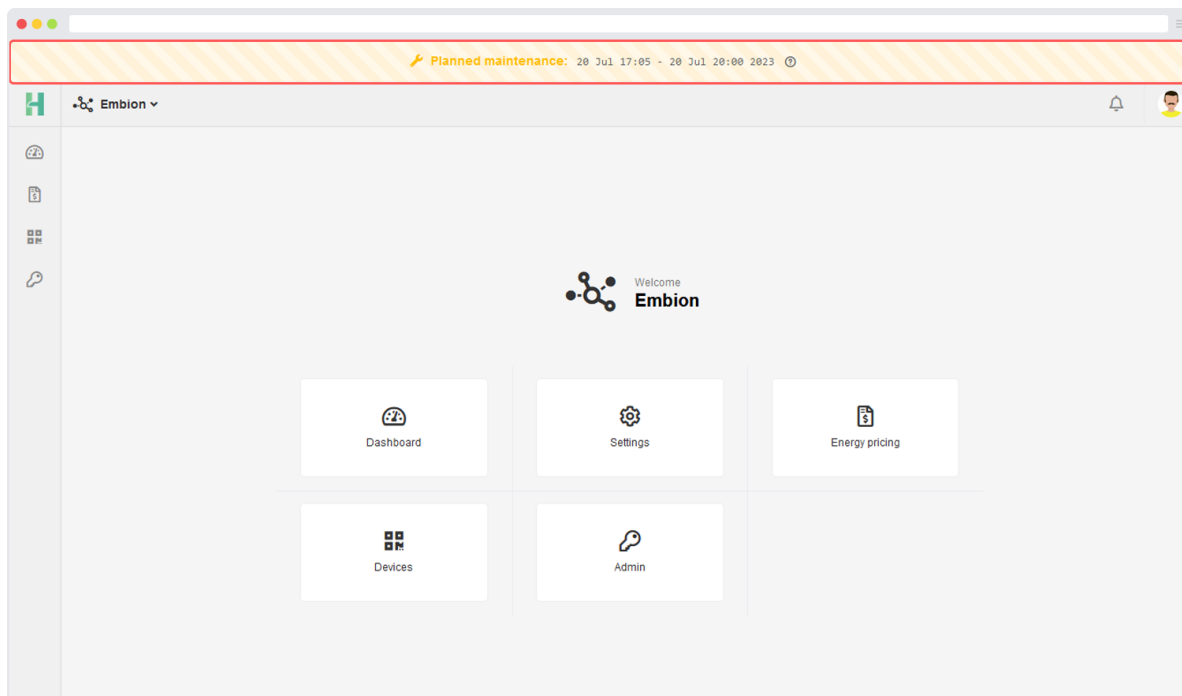 Planned maintenance: 20 Jul 17:05 - 20 Jul 20:00 2023
Embion
Welcome
Embion
Dashboard
Settings
Energy pricing
Devices
Admin